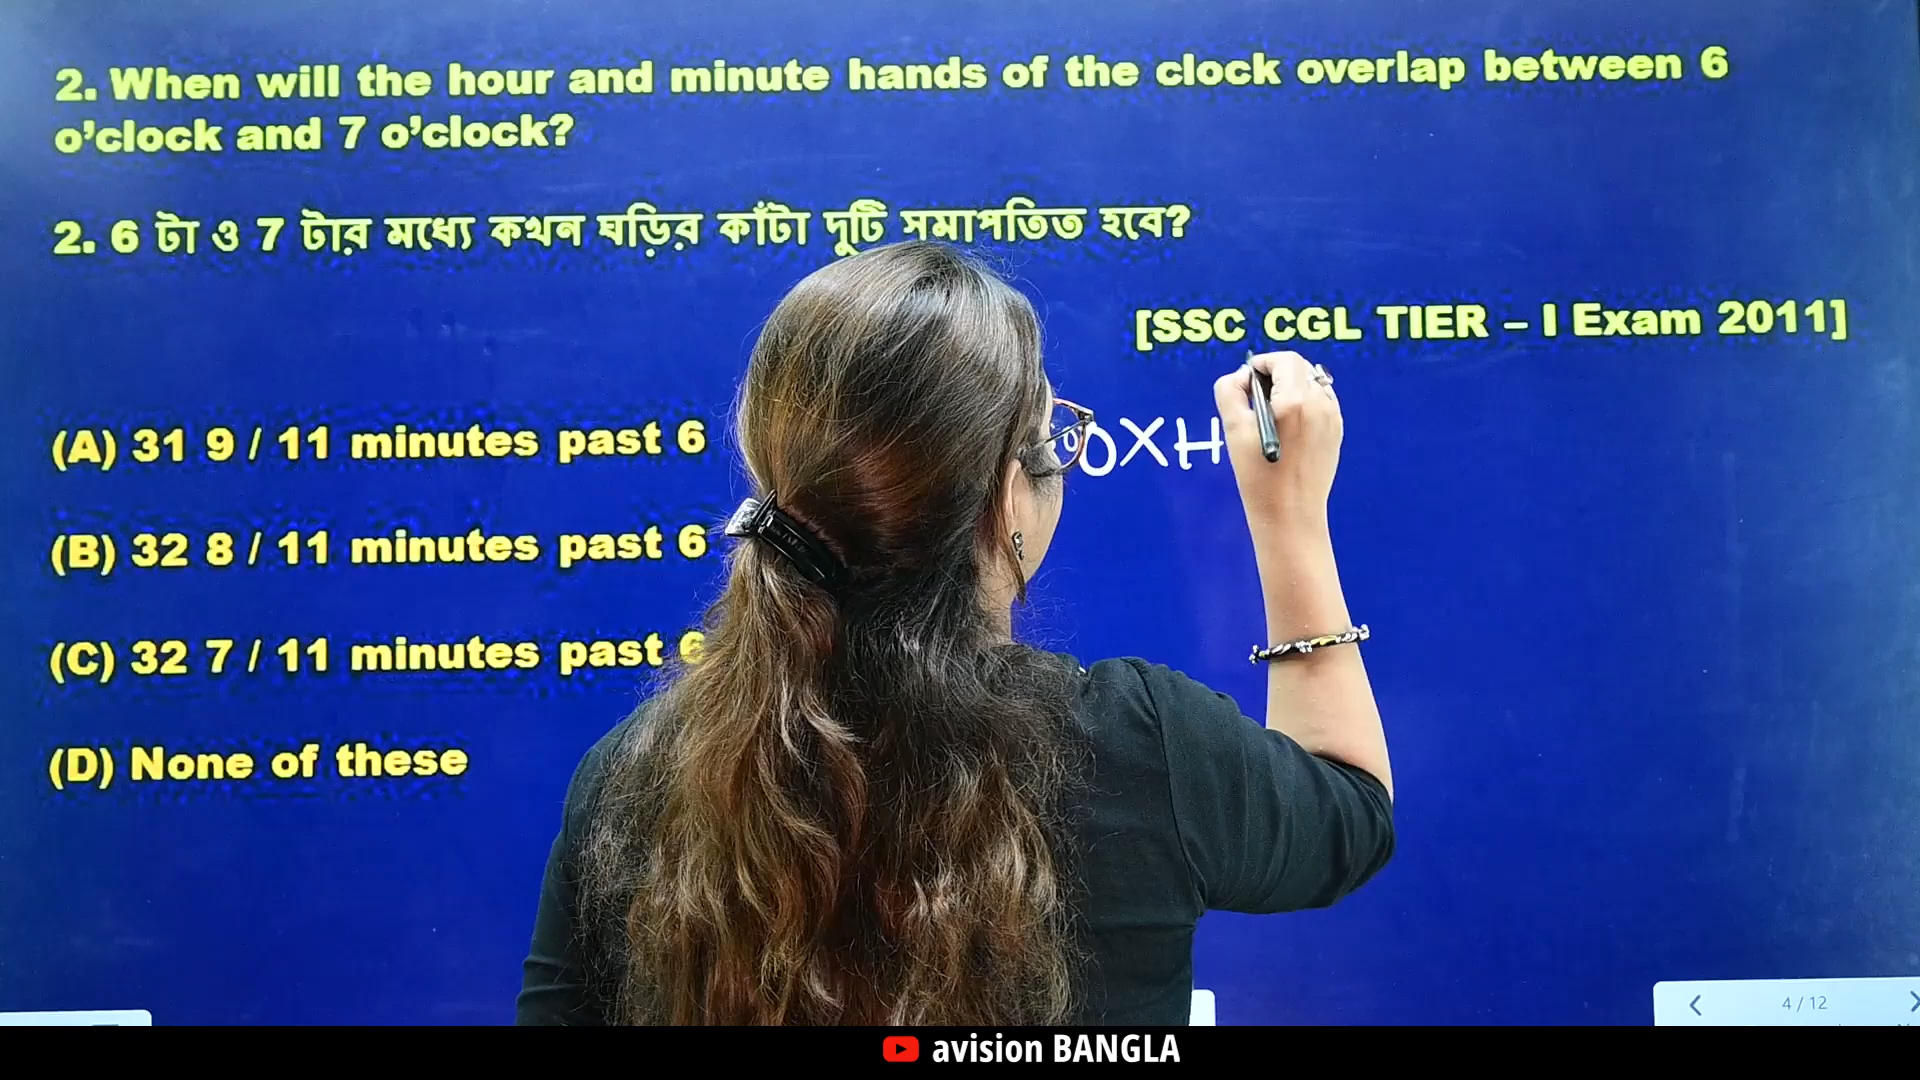 2. When will the hour and minute hands of the clock overlap between 6
o’clock and 7 o’clock?
2. 6 টা ও 7 টার মধ্যে কখন ঘড়ির কাঁটা দুটি সমাপতিত হবে?
[SSC CGL TIER – I Exam 2011]
(A) 31 9 / 11 minutes past 6
0XH
(B) 32 8 / 11 minutes past 6
(C) 32 7 / 11 minutes past 6
(D) None of these
4 / 12
avision BANGLA